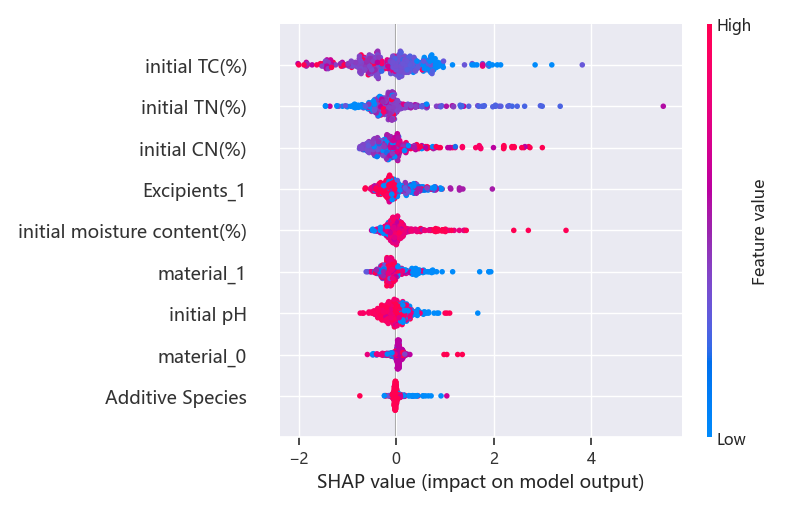 High
initial TC(%)
initial TN(%)
initial CN(%)
Excipients_1
initial moisture content(%)
material_1
initial pH
material_0
Additive Species
Feature value
Low
−2 0 2 4
SHAP value (impact on model output)